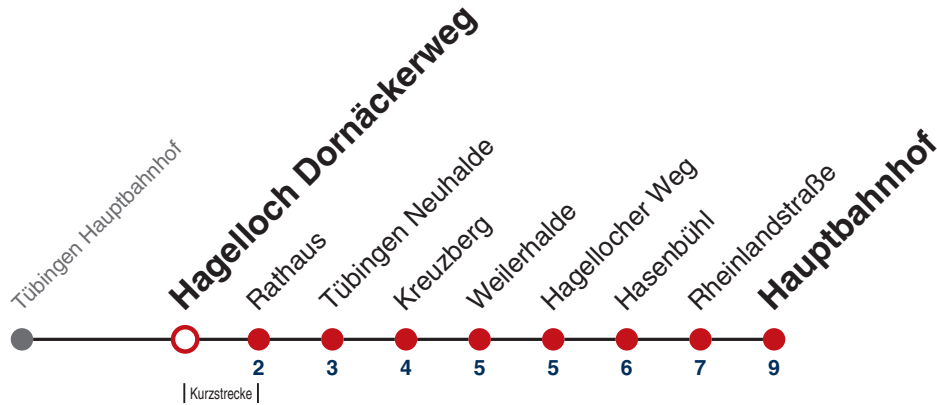 Tübingen Hauptbahnhof
Hagelloch Dornäckerweg
Rathaus
Tübingen Neuhalde
Kreuzberg
Weilerhalde
Hagellocher Weg
Hasenbühl
Rheinlandstraße
Hauptbahnhof
2 3 4 5 5 6 7 9
Kurzstrecke